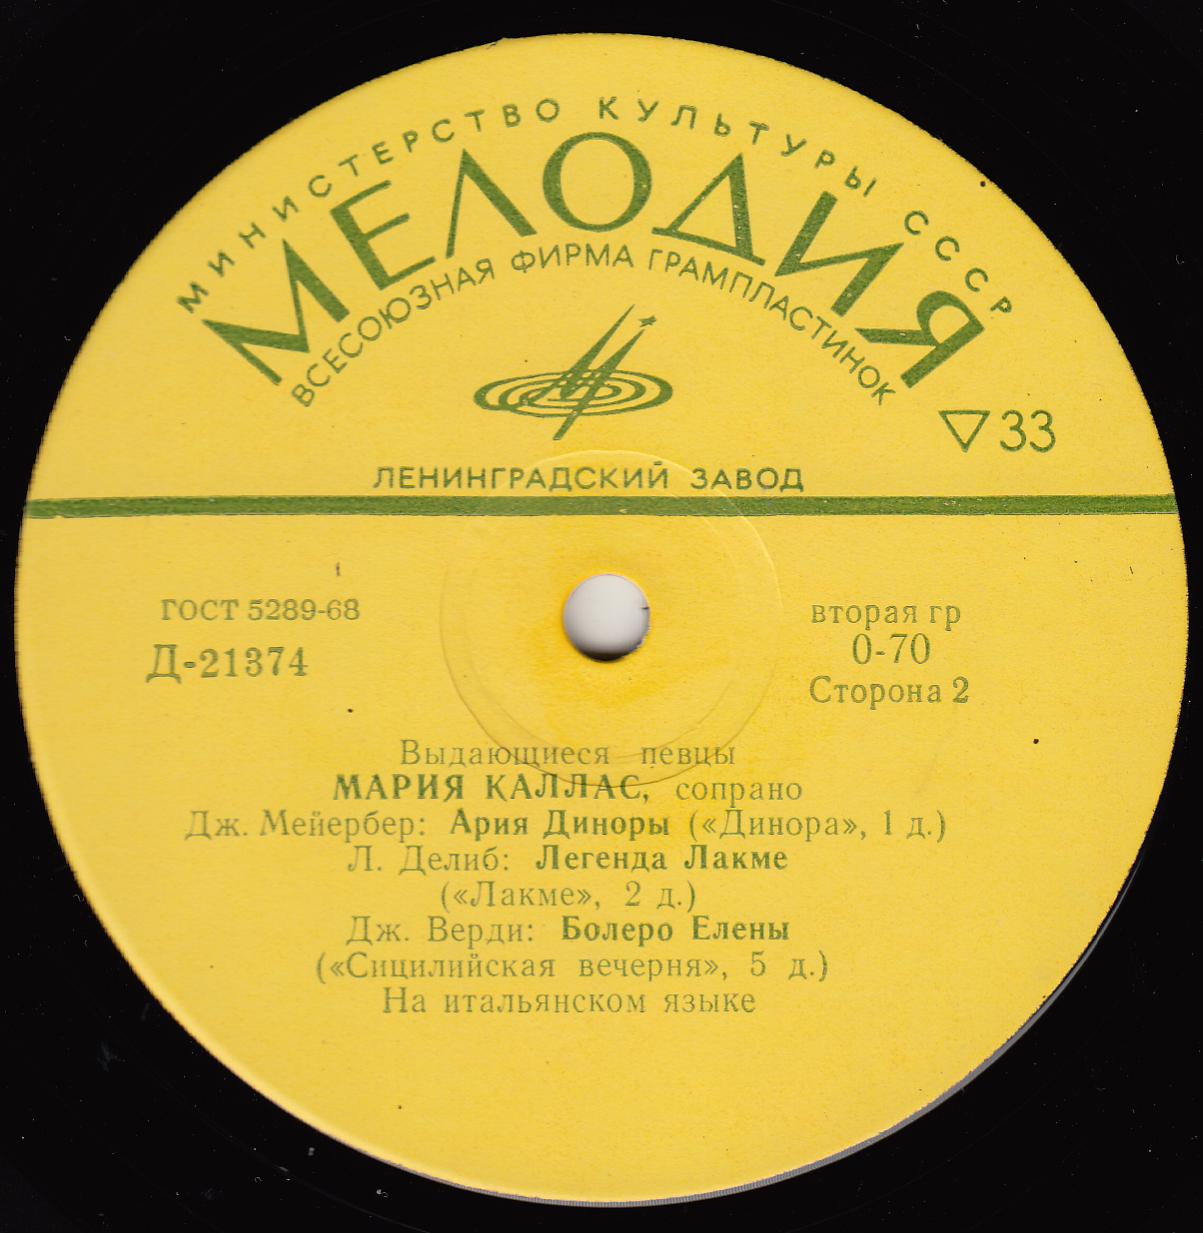 МИНИСТЕРСТВО КУЛЬТУРЫ СССР
МЕЛОДИЯ
ВСЕСОЮЗНАЯ ФИРМА ГРАМПЛАСТИНОК
33
ЛЕНИНГРАДСКИЙ ЗАВОД
ГОСТ 5289-68
Д-21374
вторая гр
0-70
Сторона 2
Выдающиеся певцы
МАРИЯ КАЛЛАС, сопрано
Дж. Мейербер: Ария Диноры («Динора», 1 д.)
Л. Делиб: Легенда Лакме
(«Лакме», 2 д.)
Дж. Верди: Болеро Елены
(«Сицилийская вечерня», 5 д.)
На итальянском языке